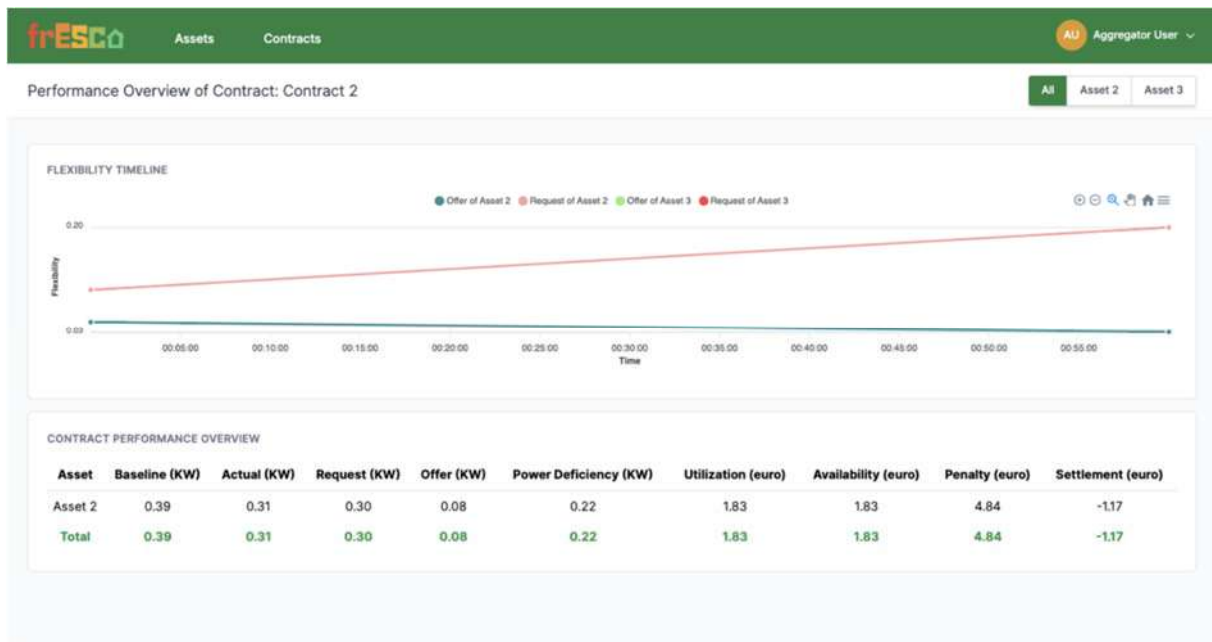 frESCo Assets Contracts AU Aggregator User
Performance Overview of Contract: Contract 2 All Asset 2 Asset 3
FLEXIBILITY TIMELINE
Offer of Asset 2 Request of Asset 2 Offer of Asset 3 Request of Asset 3
0.20
Flexibility
0.03
00:05:00 00:10:00 00:15:00 00:20:00 00:25:00 00:30:00 00:35:00 00:40:00 00:45:00 00:50:00 00:55:00
Time
CONTRACT PERFORMANCE OVERVIEW
Asset Baseline (KW) Actual (KW) Request (KW) Offer (KW) Power Deficiency (KW) Utilization (euro) Availability (euro) Penalty (euro) Settlement (euro)
Asset 2 0.39 0.31 0.30 0.08 0.22 1.83 1.83 4.84 -1.17
Total 0.39 0.31 0.30 0.08 0.22 1.83 1.83 4.84 -1.17